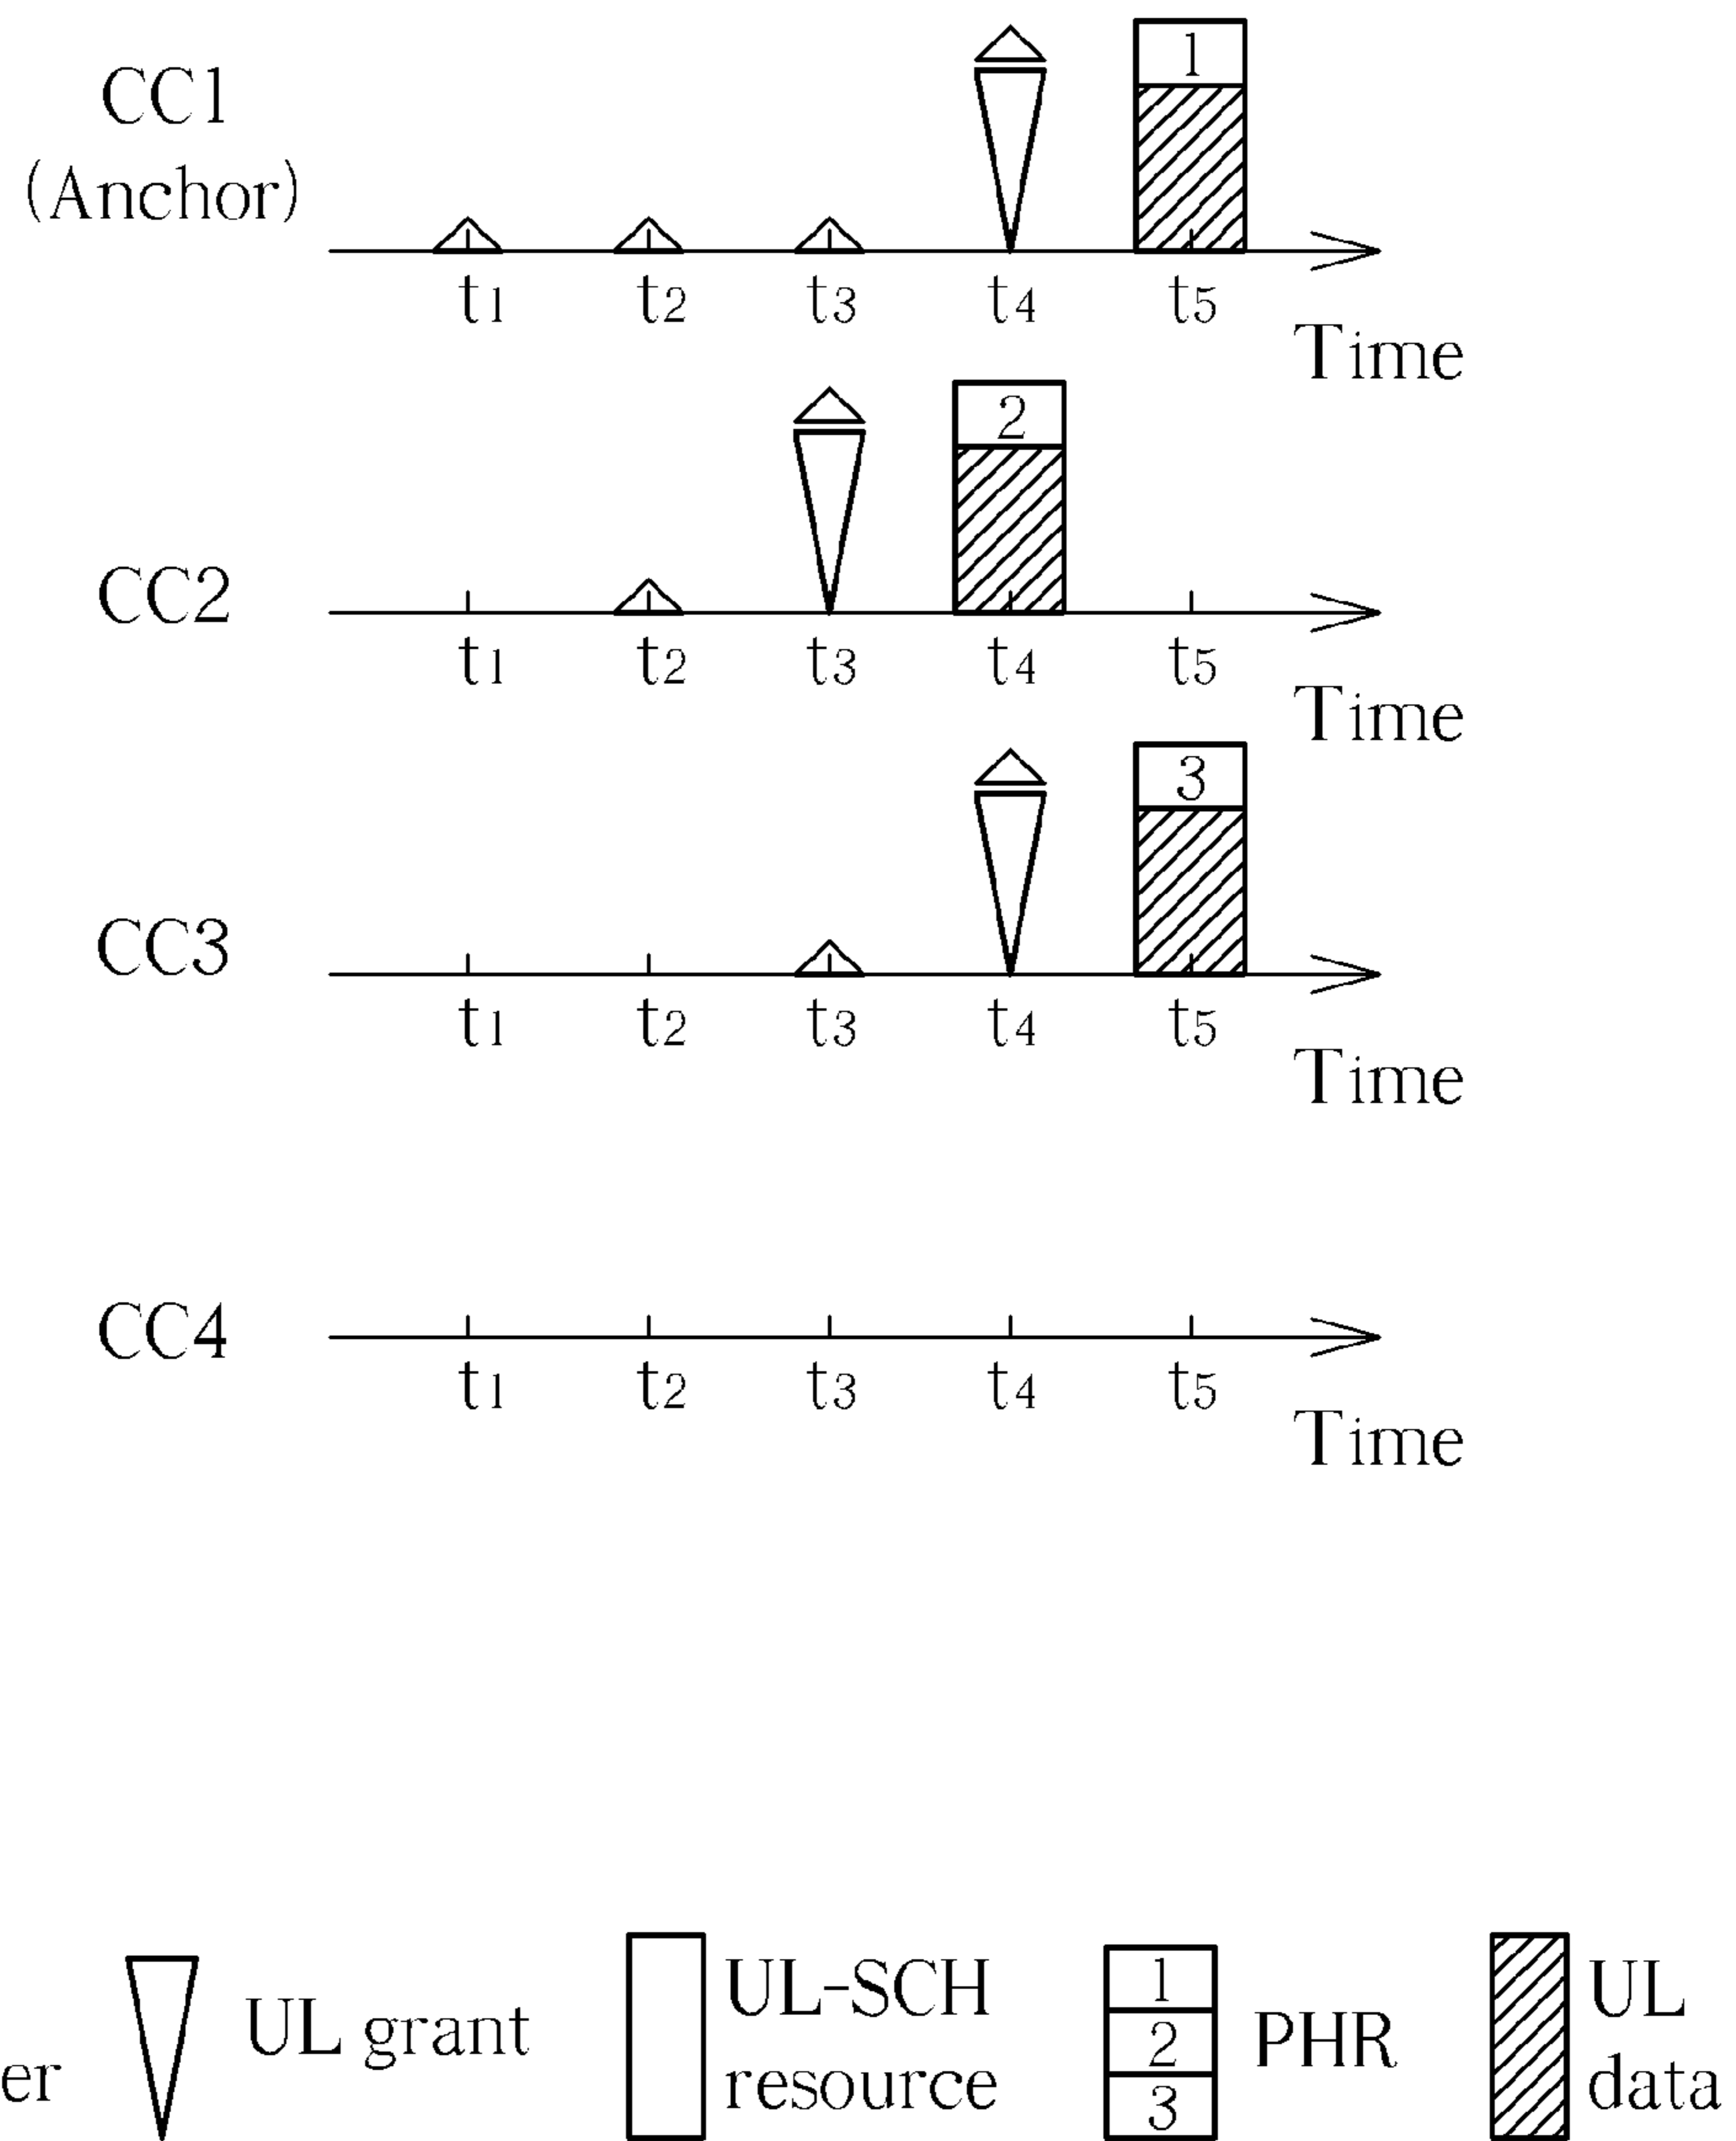 CC1
(Anchor)
1
t1 t2 t3 t4 t5
Time
CC2
2
t1 t2 t3 t4 t5
Time
CC3
3
t1 t2 t3 t4 t5
Time
CC4
t1 t2 t3 t4 t5
Time
er
UL grant
UL-SCH
resource
1
2
3
PHR
UL
data